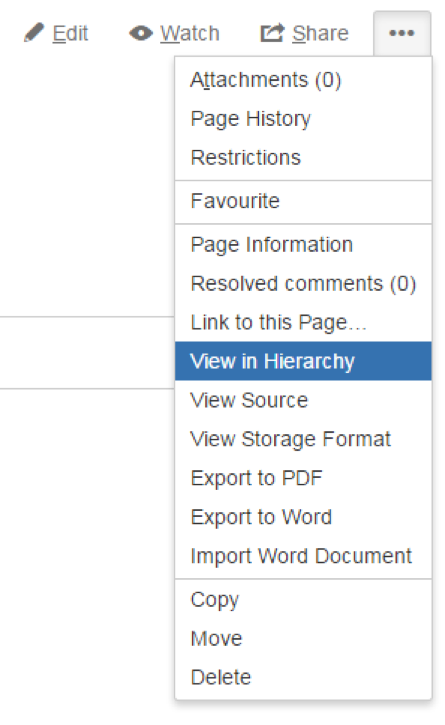 Edit Watch Share •••
Attachments (0)
Page History
Restrictions
Favourite
Page Information
Resolved comments (0)
Link to this Page...
View in Hierarchy
View Source
View Storage Format
Export to PDF
Export to Word
Import Word Document
Copy
Move
Delete